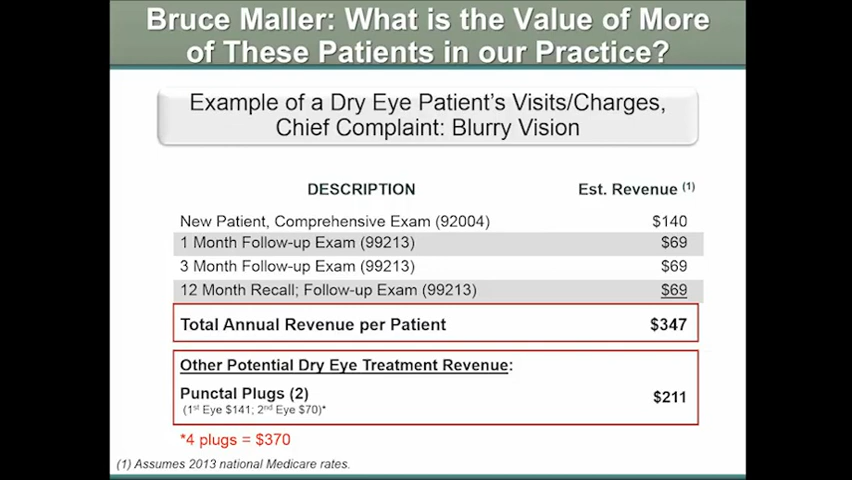 Bruce Maller: What is the Value of More
of These Patients in our Practice?
Example of a Dry Eye Patient's Visits/Charges,
Chief Complaint: Blurry Vision
DESCRIPTION Est. Revenue (1)
New Patient, Comprehensive Exam (92004) $140
1 Month Follow-up Exam (99213) $69
3 Month Follow-up Exam (99213) $69
12 Month Recall; Follow-up Exam (99213) $69
Total Annual Revenue per Patient $347
Other Potential Dry Eye Treatment Revenue:
Punctal Plugs (2) $211
(1st Eye $141; 2nd Eye $70)*
*4 plugs = $370
(1) Assumes 2013 national Medicare rates.